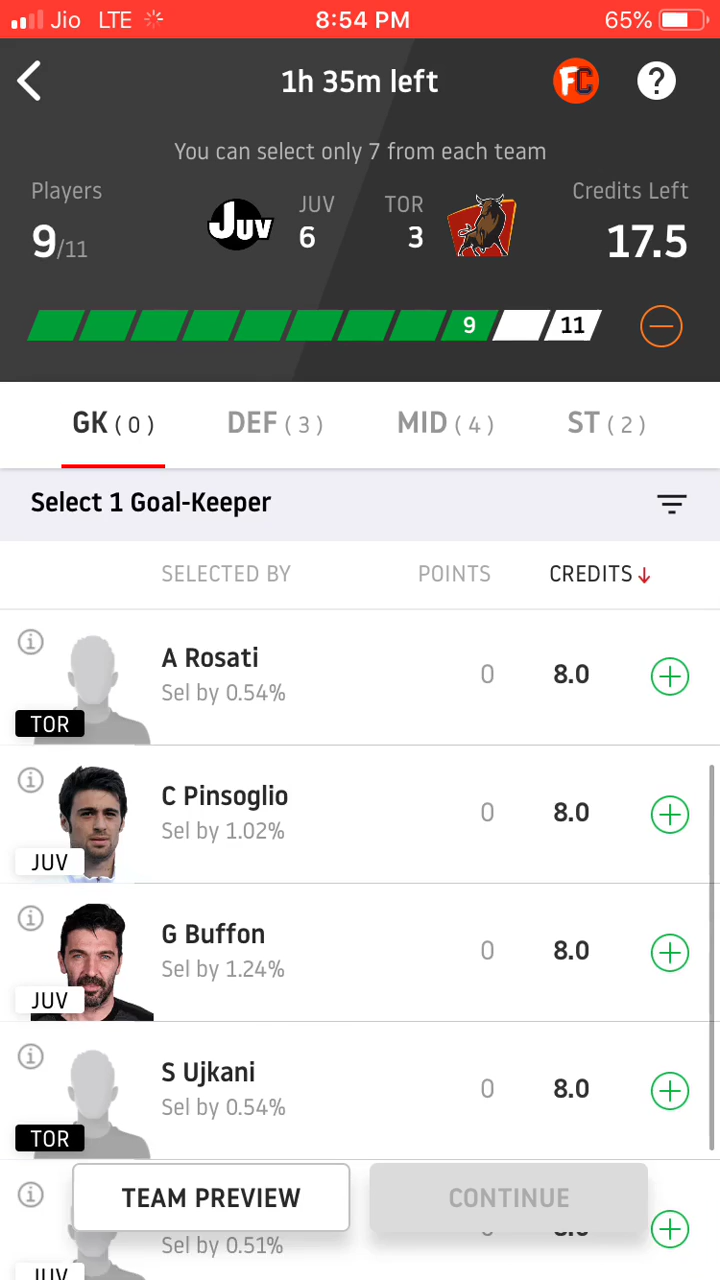 Jio LTE 8:54 PM 65%
1h 35m left FC ?
You can select only 7 from each team
Players JUV TOR Credits Left
Juv
9/11 6 3 17.5
9 11
GK ( 0 ) DEF ( 3 ) MID ( 4 ) ST ( 2 )
Select 1 Goal-Keeper
SELECTED BY POINTS CREDITS
A Rosati
Sel by 0.54% 0 8.0
TOR
C Pinsoglio
Sel by 1.02% 0 8.0
JUV
G Buffon
Sel by 1.24% 0 8.0
JUV
S Ujkani
Sel by 0.54% 0 8.0
TOR
TEAM PREVIEW CONTINUE
Sel by 0.51%
JUV